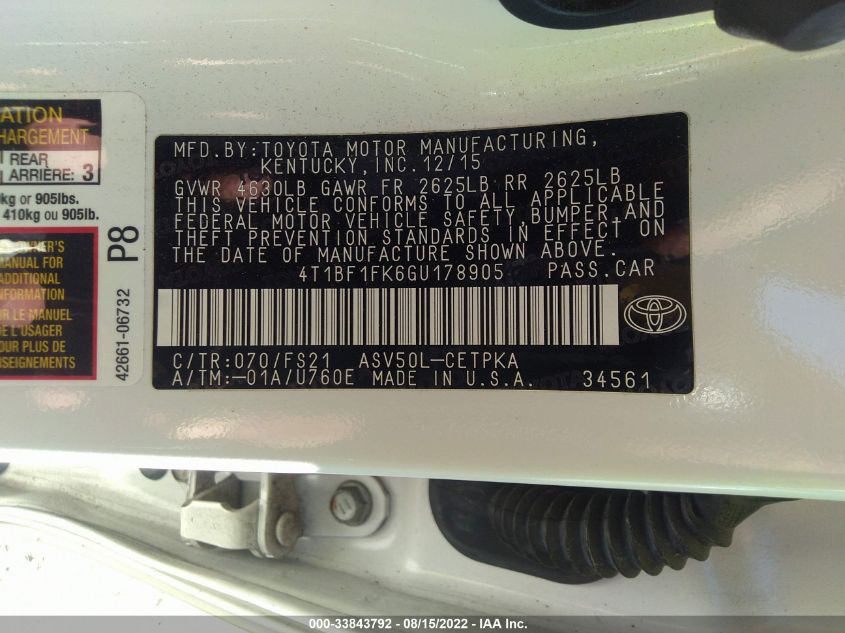 ATION
HARGEMENT
REAR
ARRIÈRE: 3
kg or 905lbs.
410kg ou 905lb.
OWNER'S
MANUAL FOR
ADDITIONAL
INFORMATION
LE MANUEL
DE L'USAGER
POUR PLUS DE
P8
42661-06732
MFD.BY:TOYOTA MOTOR MANUFACTURING,
KENTUCKY,INC.12/15
GVWR 4630LB GAWR FR 2625LB RR 2625LB
THIS VEHICLE CONFORMS TO ALL APPLICABLE
FEDERAL MOTOR VEHICLE SAFETY,BUMPER,AND
THEFT PREVENTION STANDARDS IN EFFECT ON
THE DATE OF MANUFACTURE SHOWN ABOVE.
4T1BF1FK6GU178905 PASS.CAR
C/TR:070/FS21 ASV50L-CETPKA
A/TM:-01A/U760E MADE IN U.S.A. 34561
000-33843792 - 08/15/2022 - IAA Inc.